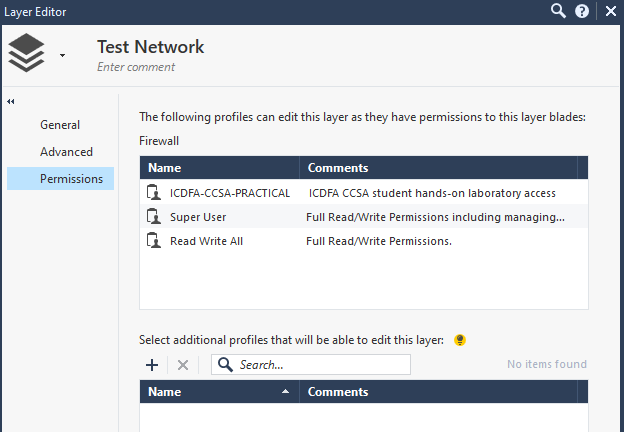 Layer Editor
Test Network
Enter comment
General
Advanced
Permissions
The following profiles can edit this layer as they have permissions to this layer blades:
Firewall
Name Comments
ICDFA-CCSA-PRACTICAL ICDFA CCSA student hands-on laboratory access
Super User Full Read/Write Permissions including managing...
Read Write All Full Read/Write Permissions.
Select additional profiles that will be able to edit this layer:
Search... No items found
Name Comments